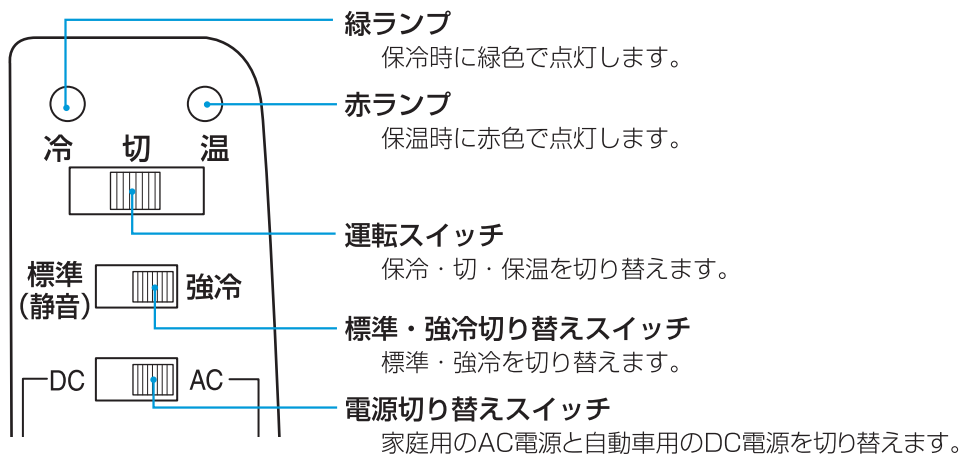 緑ランプ
保冷時に緑色で点灯します。
赤ランプ
保温時に赤色で点灯します。
冷 切 温
運転スイッチ
保冷・切・保温を切り替えます。
標準
(静音)
強冷
標準・強冷切り替えスイッチ
標準・強冷を切り替えます。
DC AC
電源切り替えスイッチ
家庭用のAC電源と自動車用のDC電源を切り替えます。